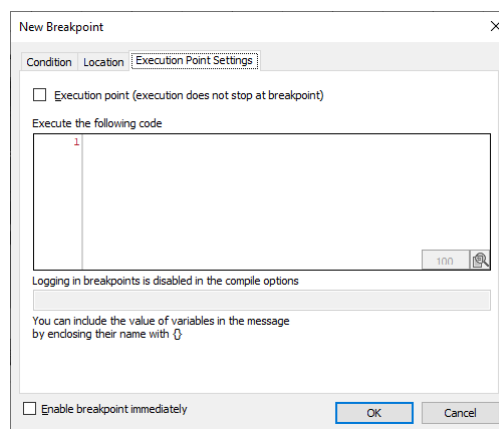 New Breakpoint
Condition Location Execution Point Settings
Execution point (execution does not stop at breakpoint)
Execute the following code
1
100
Logging in breakpoints is disabled in the compile options
You can include the value of variables in the message
by enclosing their name with {}
Enable breakpoint immediately
OK Cancel